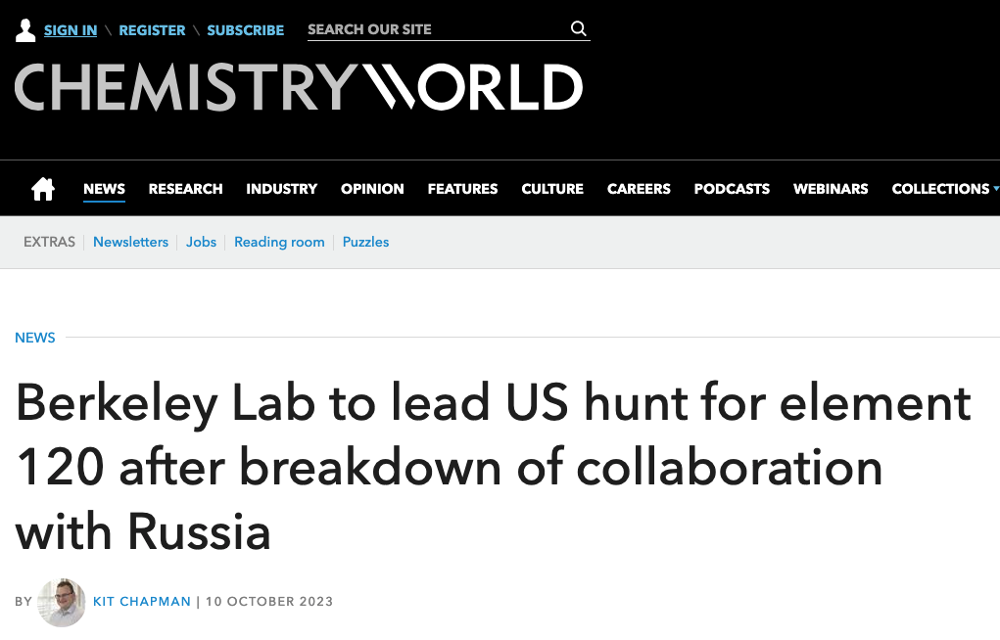 SIGN IN \ REGISTER \ SUBSCRIBE SEARCH OUR SITE
CHEMISTRY WORLD
NEWS RESEARCH INDUSTRY OPINION FEATURES CULTURE CAREERS PODCASTS WEBINARS COLLECTIONS
EXTRAS | Newsletters | Jobs | Reading room | Puzzles
NEWS
Berkeley Lab to lead US hunt for element
120 after breakdown of collaboration
with Russia
BY KIT CHAPMAN | 10 OCTOBER 2023